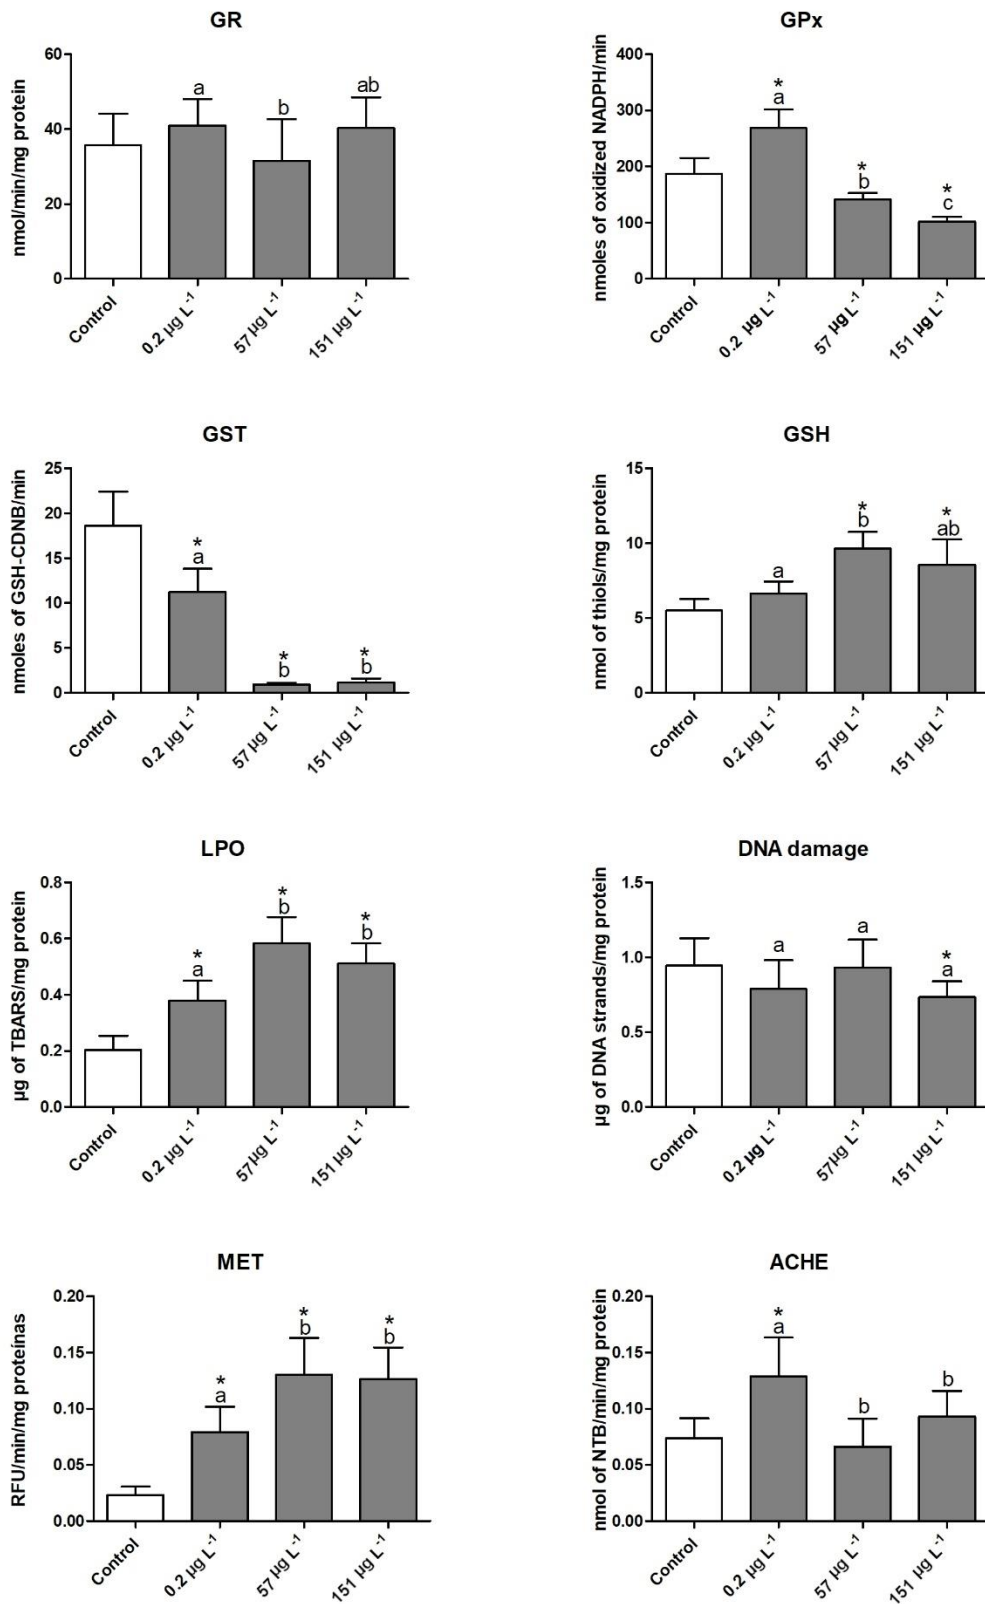 GR
nmol/min/mg protein
60
40
20
0
a
b
ab
Control
0.2 µg L⁻¹
57 µg L⁻¹
151 µg L⁻¹
GPx
nmoles of oxidized NADPH/min
400
300
200
100
0
*
a
*
b
*
c
Control
0.2 µg L⁻¹
57 µg L⁻¹
151 µg L⁻¹
GST
nmoles of GSH-CDNB/min
25
20
15
10
5
0
*
a
*
b
*
b
Control
0.2 µg L⁻¹
57 µg L⁻¹
151 µg L⁻¹
GSH
nmol of thiols/mg protein
15
10
5
0
a
*
b
*
ab
Control
0.2 µg L⁻¹
57 µg L⁻¹
151 µg L⁻¹
LPO
µg of TBARS/mg protein
0.8
0.6
0.4
0.2
0.0
*
a
*
b
*
b
Control
0.2 µg L⁻¹
57µg L⁻¹
151 µg L⁻¹
DNA damage
µg of DNA strands/mg protein
1.5
1.0
0.5
0.0
a
a
*
a
Control
0.2 µg L⁻¹
57 µg L⁻¹
151 µg L⁻¹
MET
RFU/min/mg proteínas
0.20
0.15
0.10
0.05
0.00
*
a
*
b
*
b
Control
0.2 µg L⁻¹
57 µg L⁻¹
151 µg L⁻¹
ACHE
nmol of NTB/min/mg protein
0.20
0.15
0.10
0.05
0.00
*
a
b
b
Control
0.2 µg L⁻¹
57 µg L⁻¹
151 µg L⁻¹